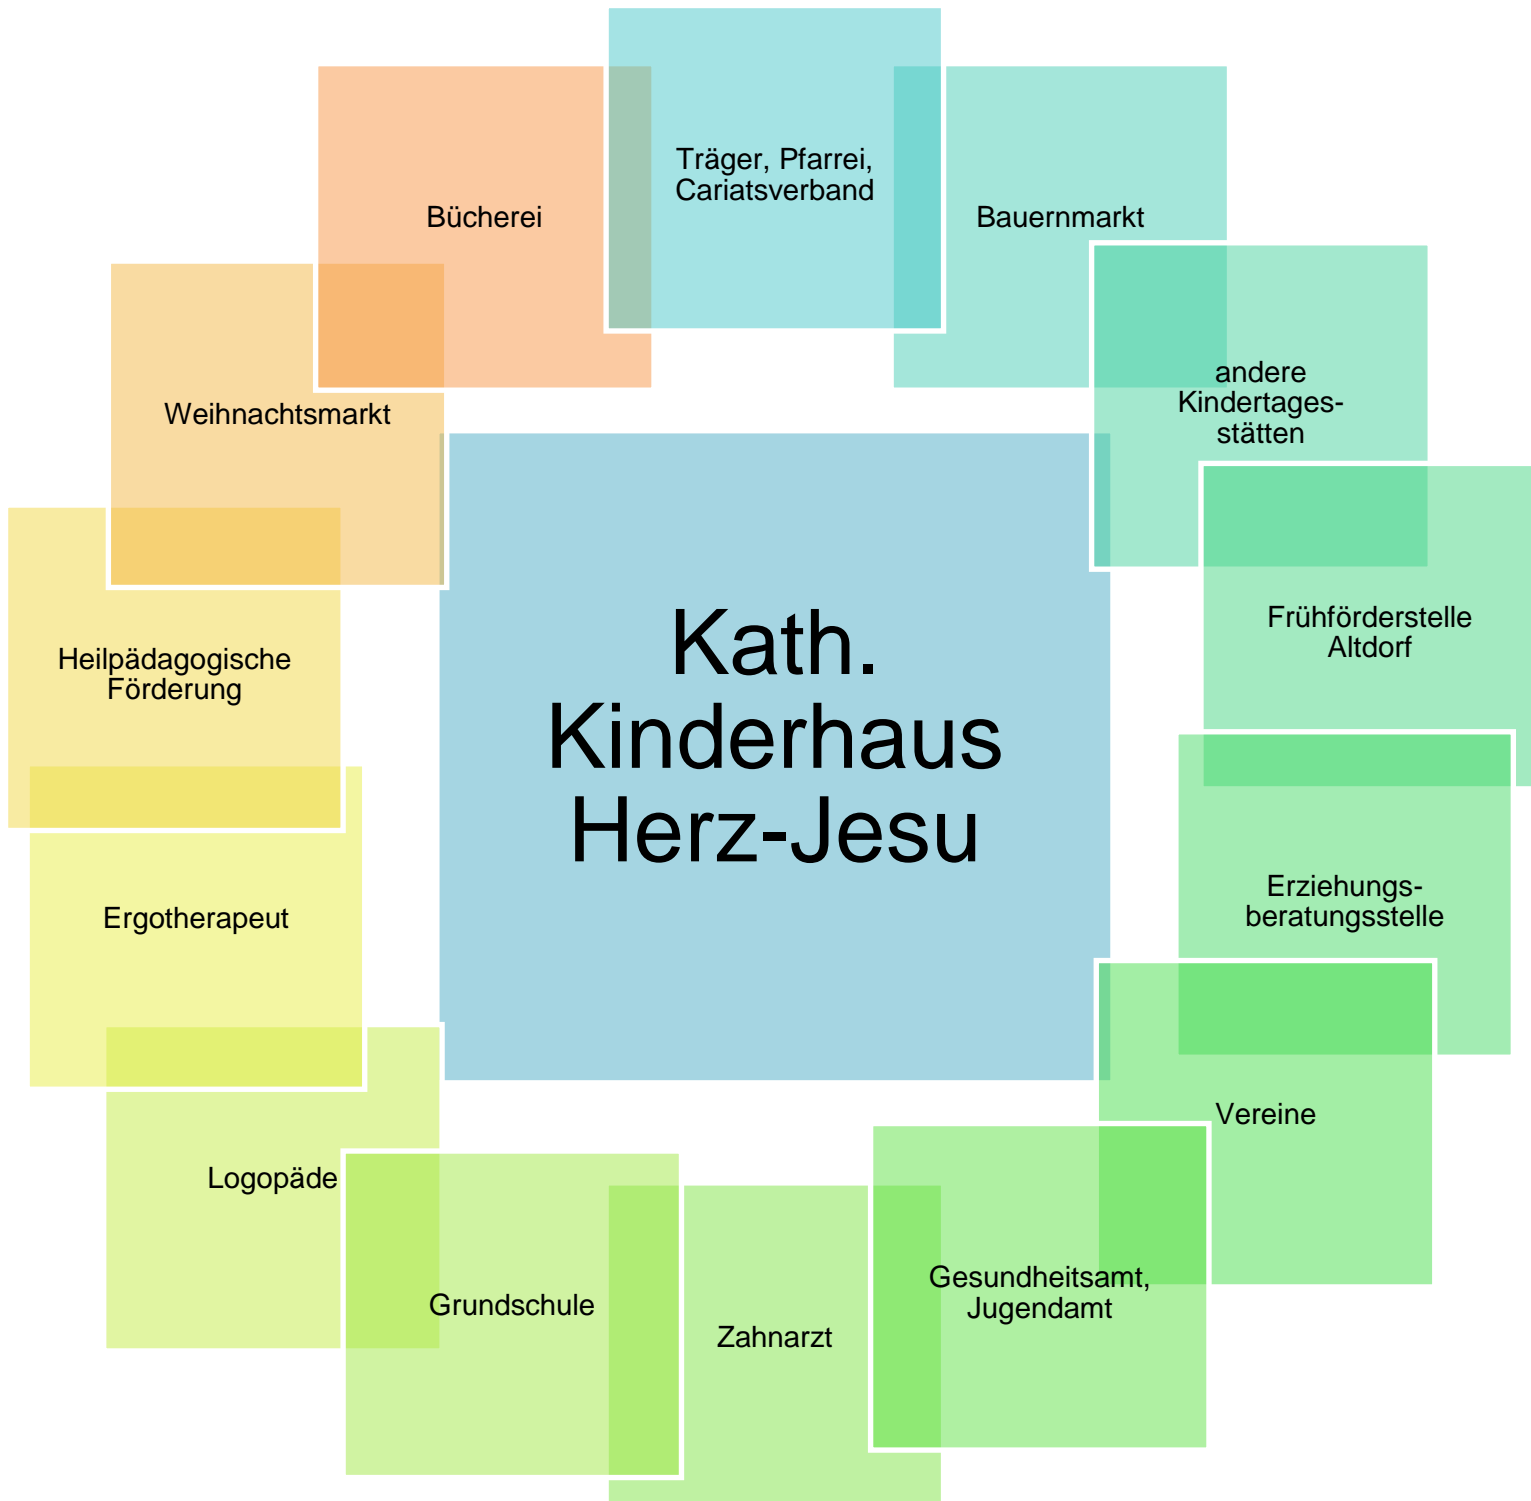 Träger, Pfarrei,
Cariatsverband
Bücherei
Bauernmarkt
andere
Kindertages-
stätten
Weihnachtsmarkt
Frühförderstelle
Altdorf
Kath.
Kinderhaus
Herz-Jesu
Heilpädagogische
Förderung
Erziehungs-
beratungsstelle
Ergotherapeut
Vereine
Logopäde
Gesundheitsamt,
Jugendamt
Grundschule
Zahnarzt